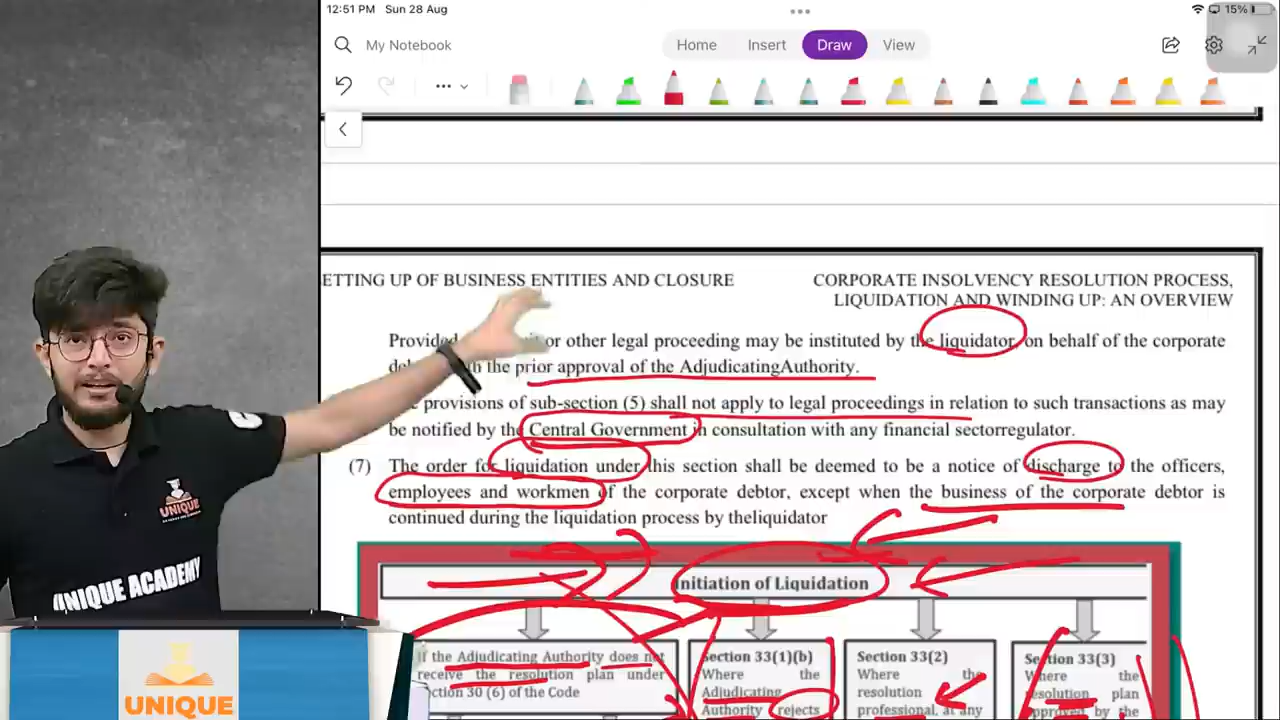 12:51 PM Sun 28 Aug
15%
My Notebook
Home Insert Draw View
ETTING UP OF BUSINESS ENTITIES AND CLOSURE
CORPORATE INSOLVENCY RESOLUTION PROCESS,
LIQUIDATION AND WINDING UP: AN OVERVIEW
Provided or other legal proceeding may be instituted by the liquidator, on behalf of the corporate
the prior approval of the AdjudicatingAuthority.
provisions of sub-section (5) shall not apply to legal proceedings in relation to such transactions as may
be notified by the Central Government in consultation with any financial sectorregulator.
(7) The order for liquidation under this section shall be deemed to be a notice of discharge to the officers,
employees and workmen of the corporate debtor, except when the business of the corporate debtor is
continued during the liquidation process by theliquidator
Initiation of Liquidation
If the Adjudicating Authority does not
receive the resolution plan under
Section 30 (6) of the Code
Section 33(1)(b)
Where the
Adjudicating
Authority rejects
Section 33(2)
Where the
resolution
professional, at any
Section 33(3)
Where the
resolution plan
approved by the
UNIQUE
UNIQUE ACADEMY
UNIQUE